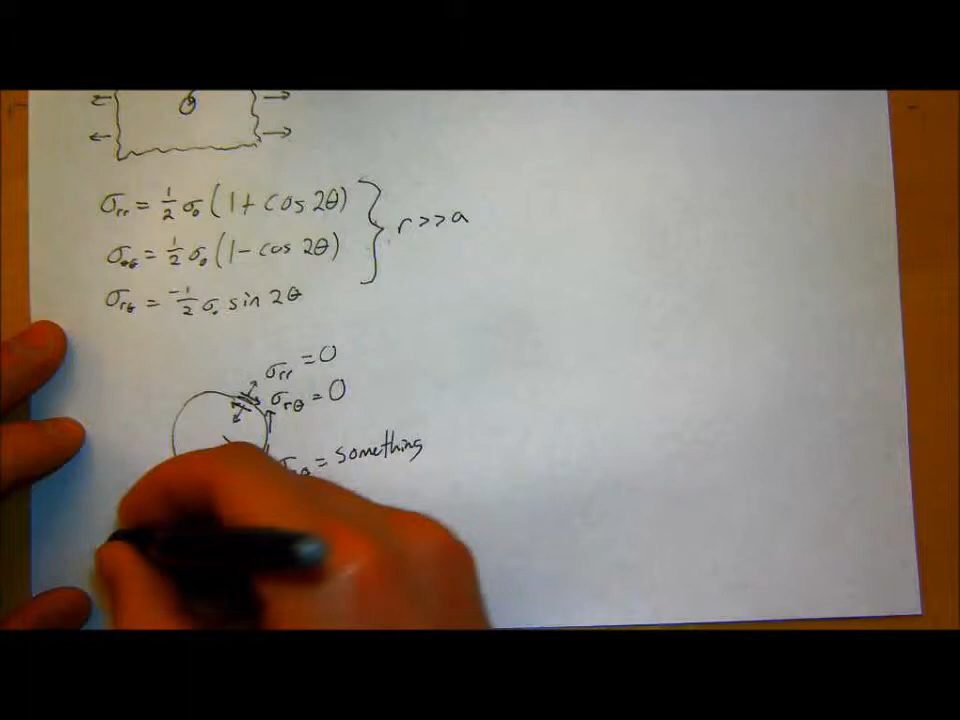 σrr = 1/2 σ₀ (1 + cos 2θ)
σθθ = 1/2 σ₀ (1 - cos 2θ)
r >> a
σrθ = -1/2 σ₀ sin 2θ
σrr = 0
σrθ = 0
= something